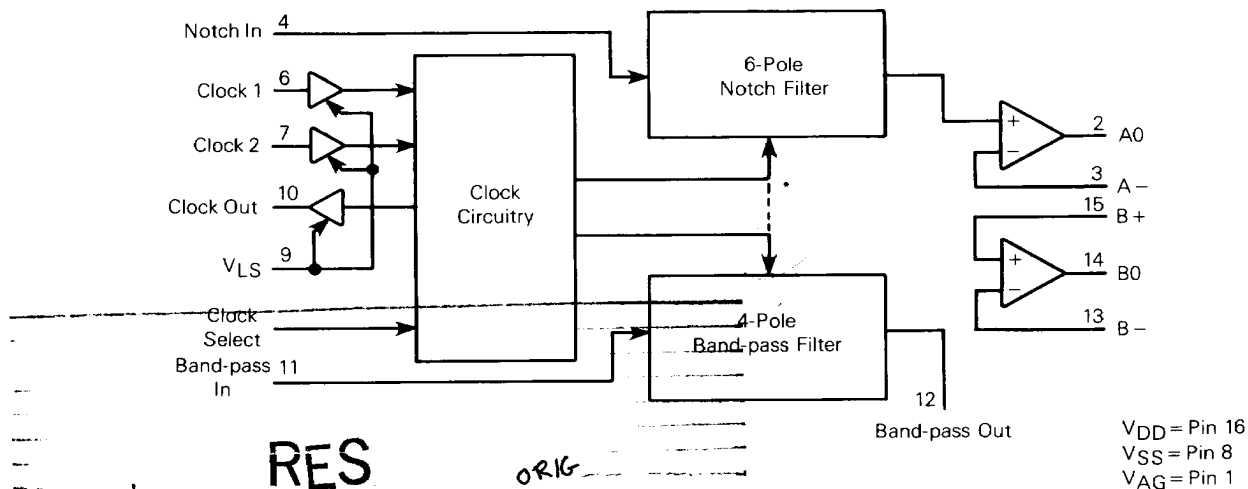 Notch In
4
Clock 1
6
Clock 2
7
Clock Out
10
VLS
9
Clock
Select
Band-pass
In
11
Clock
Circuitry
6-Pole
Notch Filter
4-Pole
Band-pass Filter
12
Band-pass Out
+
−
2
A0
3
A−
15
B+
+
−
14
B0
13
B−
VDD = Pin 16
VSS = Pin 8
VAG = Pin 1
RES
ORIG